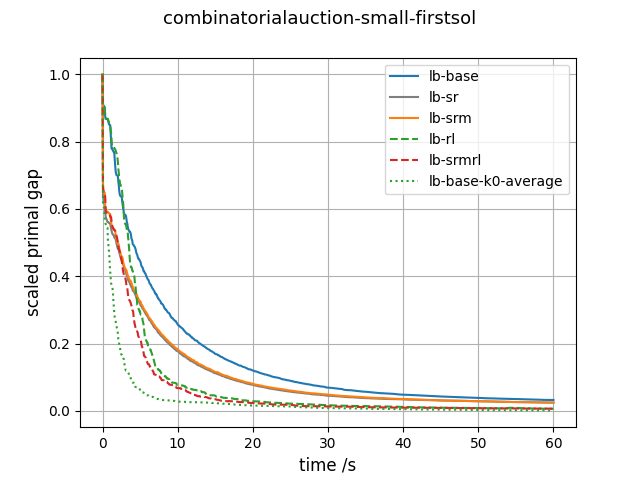 combinatorialauction-small-firstsol
lb-base
lb-sr
lb-srm
lb-rl
lb-srmrl
lb-base-k0-average
scaled primal gap
1.0
0.8
0.6
0.4
0.2
0.0
0
10
20
30
40
50
60
time /s